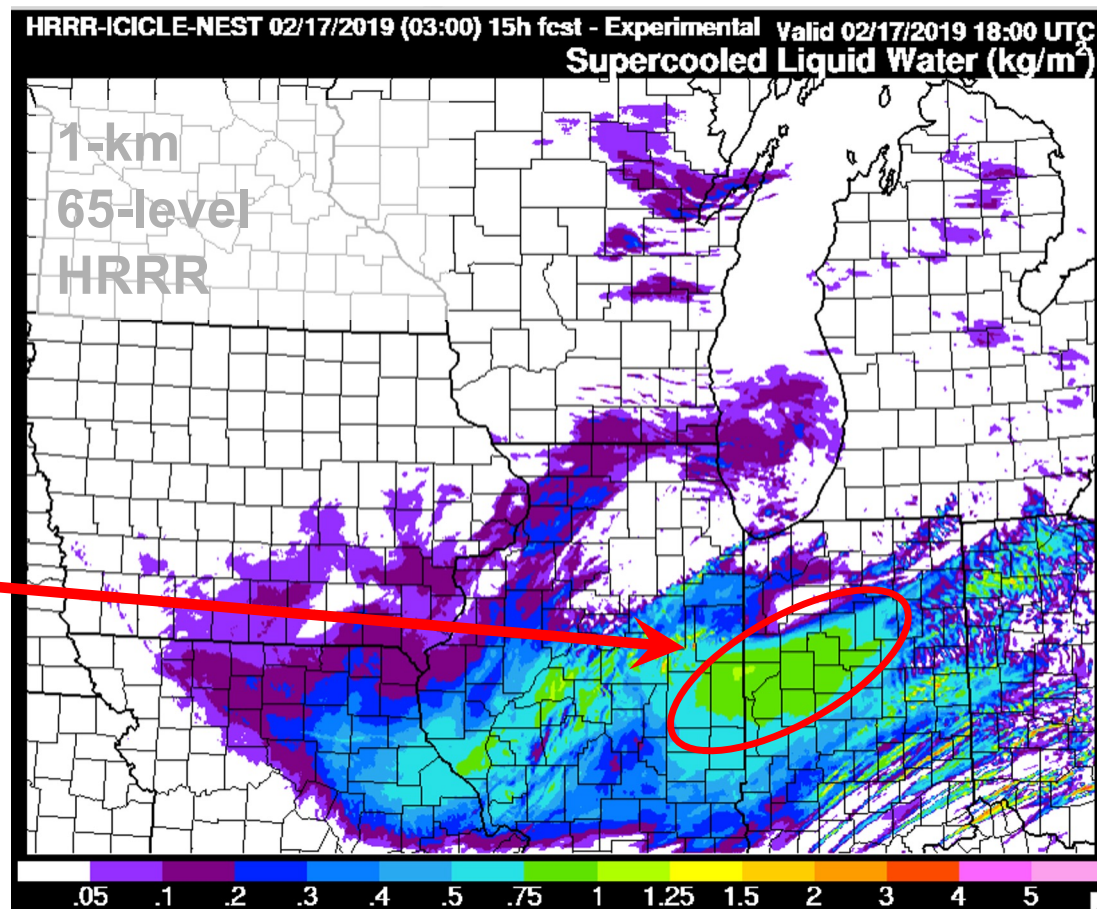 HRRR-ICICLE-NEST 02/17/2019 (03:00) 15h fcst - Experimental Valid 02/17/2019 18:00 UTC
Supercooled Liquid Water (kg/m²)
1-km
65-level
HRRR
.05 .1 .2 .3 .4 .5 .75 1 1.25 1.5 2 3 4 5